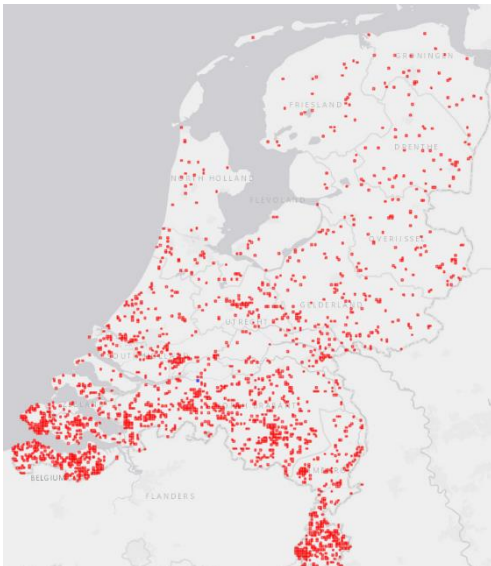 GRONINGEN
FRIESLAND
DRENTHE
NORTH HOLLAND
FLEVOLAND
OVERIJSSEL
GELDERLAND
UTRECHT
BELGIUM
FLANDERS